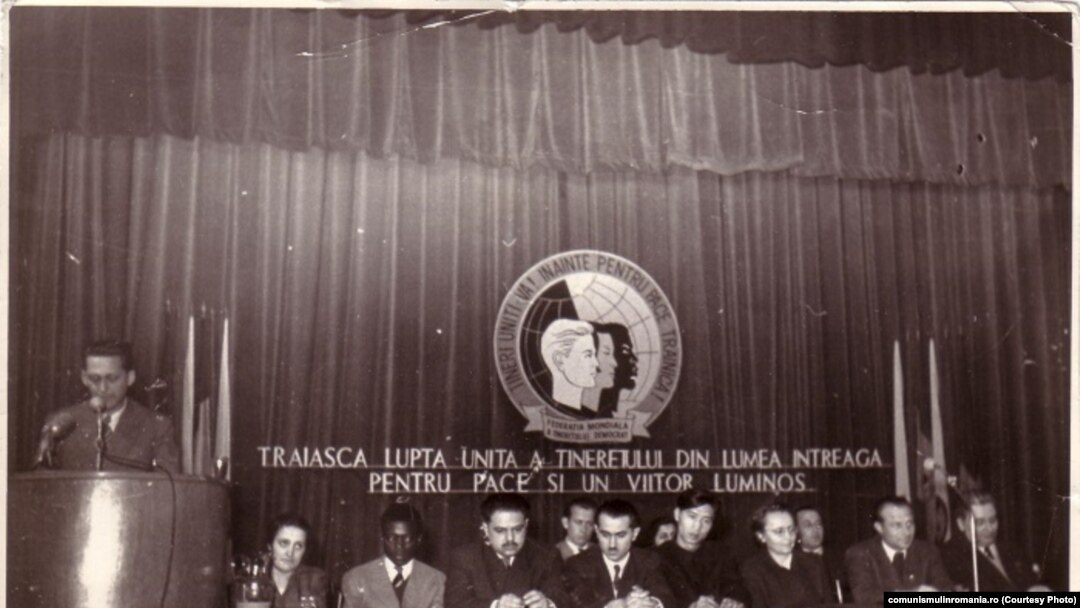 TINERI UNITI VA! INAINTE PENTRU PACE TRAINICA!
FEDERATIA MONDIALA
A TINERETULUI DEMOCRAT
TRAIASCA LUPTA UNITA A TINERETULUI DIN LUMEA INTREAGA
PENTRU PACE SI UN VIITOR LUMINOS
comunismulinromania.ro (Courtesy Photo)